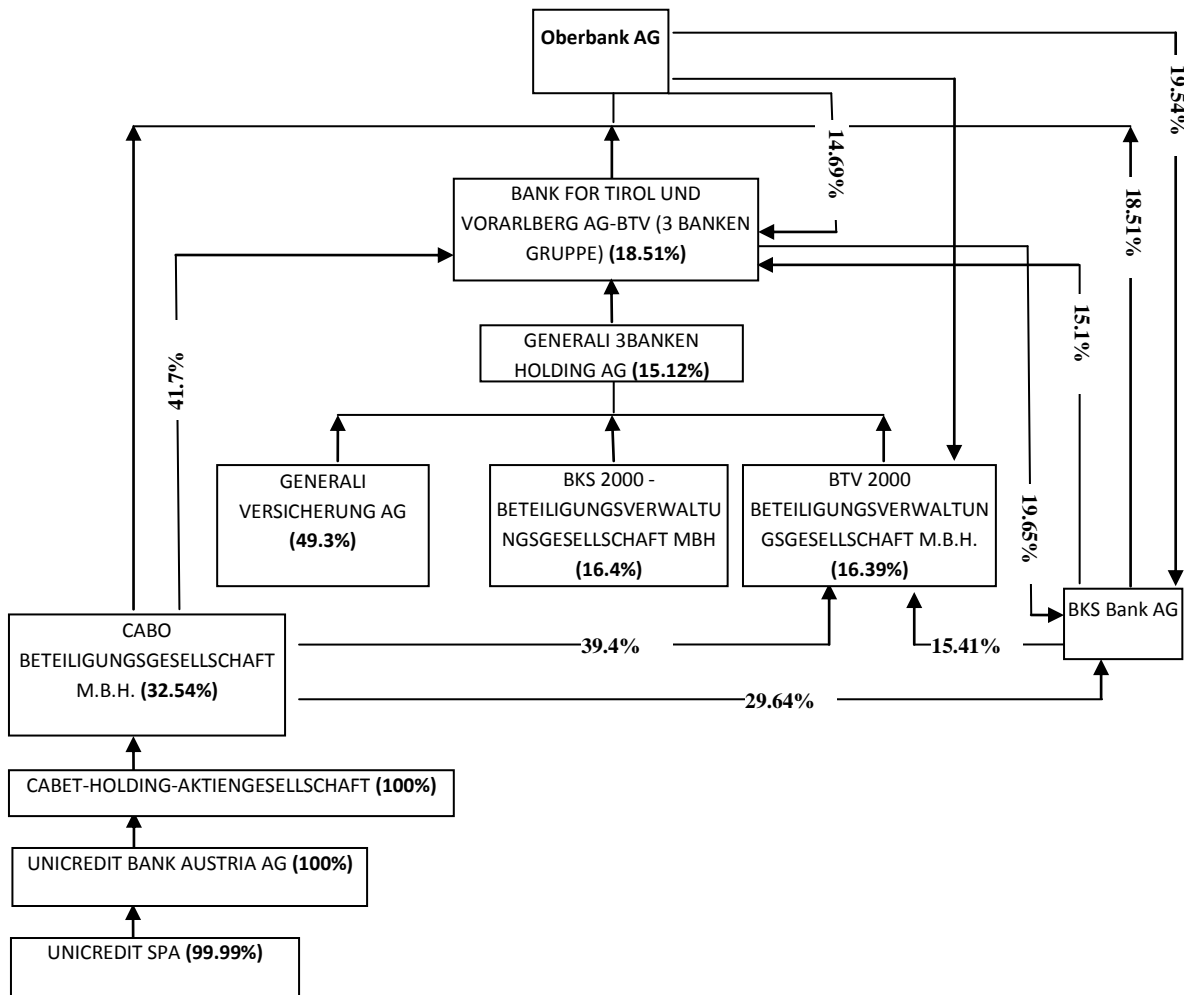 Oberbank AG
19.54%
14.69%
BANK FOR TIROL UND
VORARLBERG AG-BTV (3 BANKEN
GRUPPE) (18.51%)
18.51%
15.1%
41.7%
GENERALI 3BANKEN
HOLDING AG (15.12%)
GENERALI
VERSICHERUNG AG
(49.3%)
BKS 2000 -
BETEILIGUNGSVERWALTU
NGSGESELLSCHAFT MBH
(16.4%)
BTV 2000
BETEILIGUNGSVERWALTUN
GSGESELLSCHAFT M.B.H.
(16.39%)
19.65%
BKS Bank AG
CABO
BETEILIGUNGSGESELLSCHAFT
M.B.H. (32.54%)
39.4%
15.41%
29.64%
CABET-HOLDING-AKTIENGESELLSCHAFT (100%)
UNICREDIT BANK AUSTRIA AG (100%)
UNICREDIT SPA (99.99%)